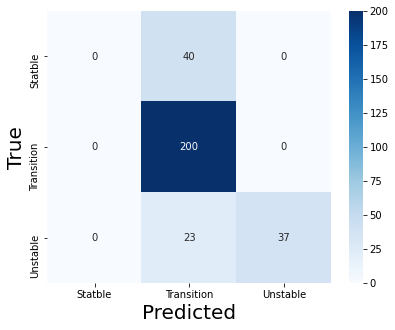 True
Statble
Transition
Unstable
0 40 0
0 200 0
0 23 37
Statble Transition Unstable
Predicted
200
175
150
125
100
75
50
25
0